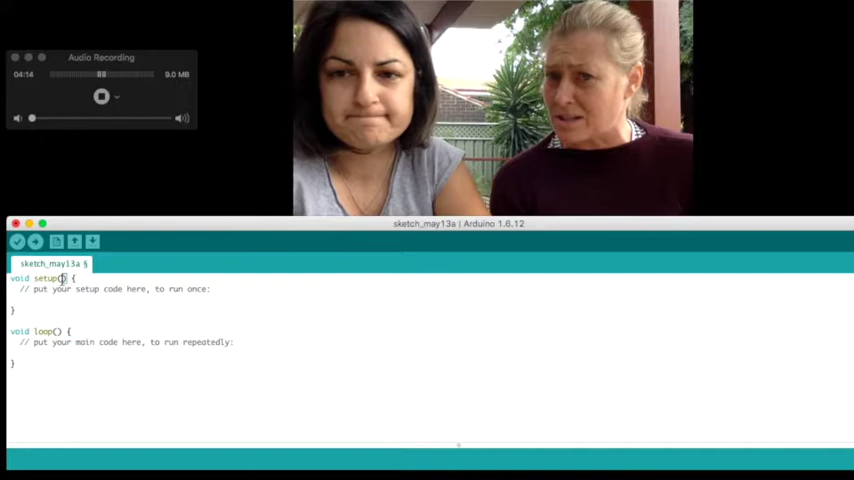 Audio Recording
04:14
9.0 MB
sketch_may13a | Arduino 1.6.12
sketch_may13a §
void setup() {
// put your setup code here, to run once:
}
void loop() {
// put your main code here, to run repeatedly:
}